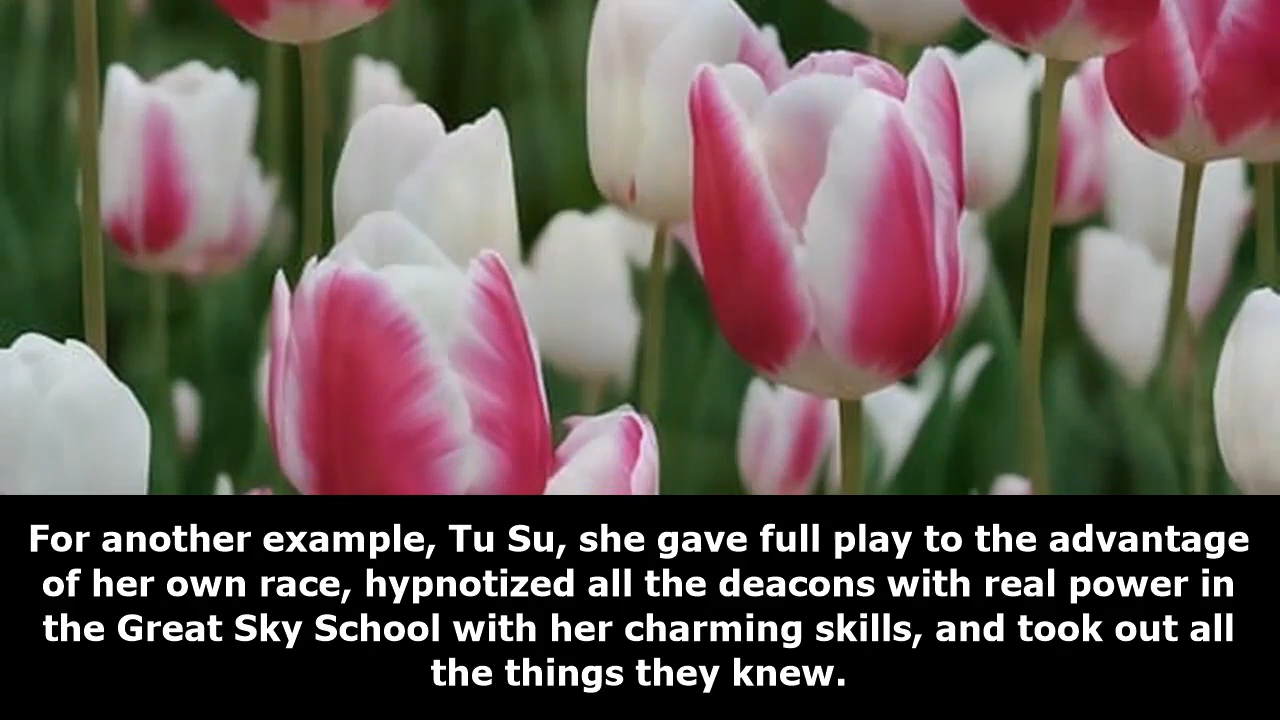 For another example, Tu Su, she gave full play to the advantage
of her own race, hypnotized all the deacons with real power in
the Great Sky School with her charming skills, and took out all
the things they knew.